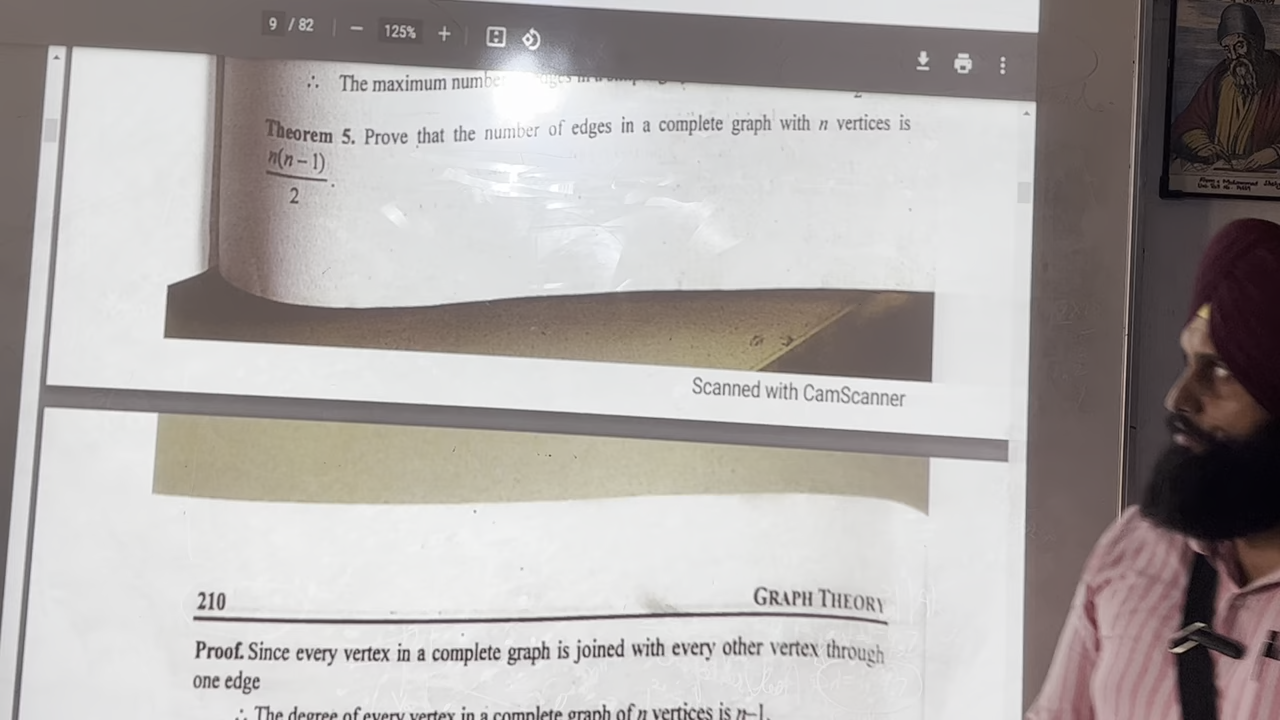 9 / 82 − 125% +
∴ The maximum number
Theorem 5. Prove that the number of edges in a complete graph with n vertices is
n(n – 1)
2 .
Scanned with CamScanner
210 GRAPH THEORY
Proof. Since every vertex in a complete graph is joined with every other vertex through
one edge
∴ The degree of every vertex in a complete graph of n vertices is n–1.